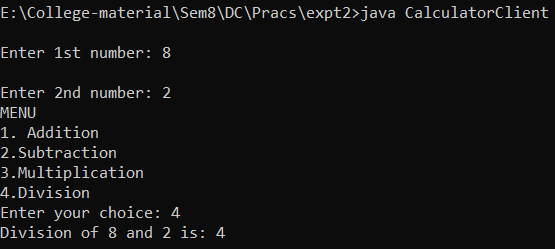 E:\College-material\Sem8\DC\Pracs\expt2>java CalculatorClient
Enter 1st number: 8
Enter 2nd number: 2
MENU
1. Addition
2.Subtraction
3.Multiplication
4.Division
Enter your choice: 4
Division of 8 and 2 is: 4